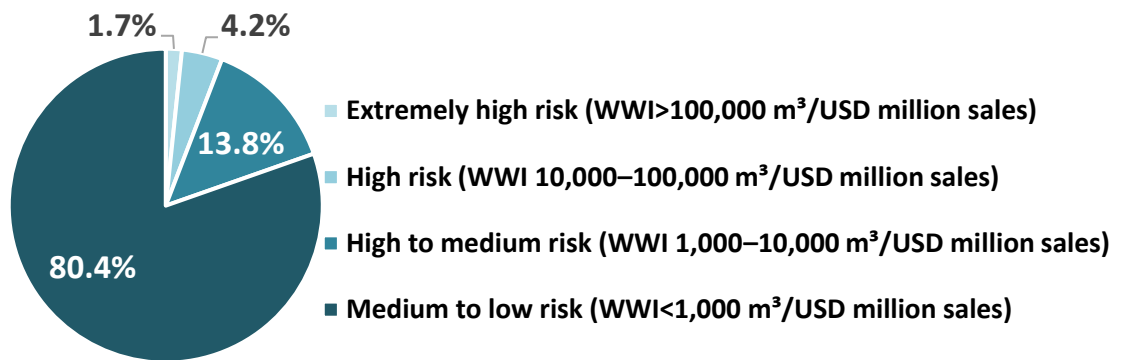 1.7%
4.2%
13.8%
80.4%
Extremely high risk (WWI>100,000 m³/USD million sales)
High risk (WWI 10,000–100,000 m³/USD million sales)
High to medium risk (WWI 1,000–10,000 m³/USD million sales)
Medium to low risk (WWI<1,000 m³/USD million sales)